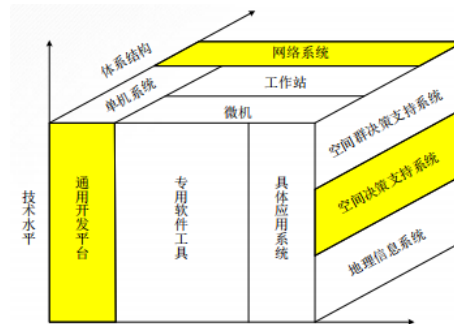 体系结构
网络系统
单机系统
工作站
微机
技术水平
通用开发平台
专用软件工具
具体应用系统
空间群决策支持系统
空间决策支持系统
地理信息系统